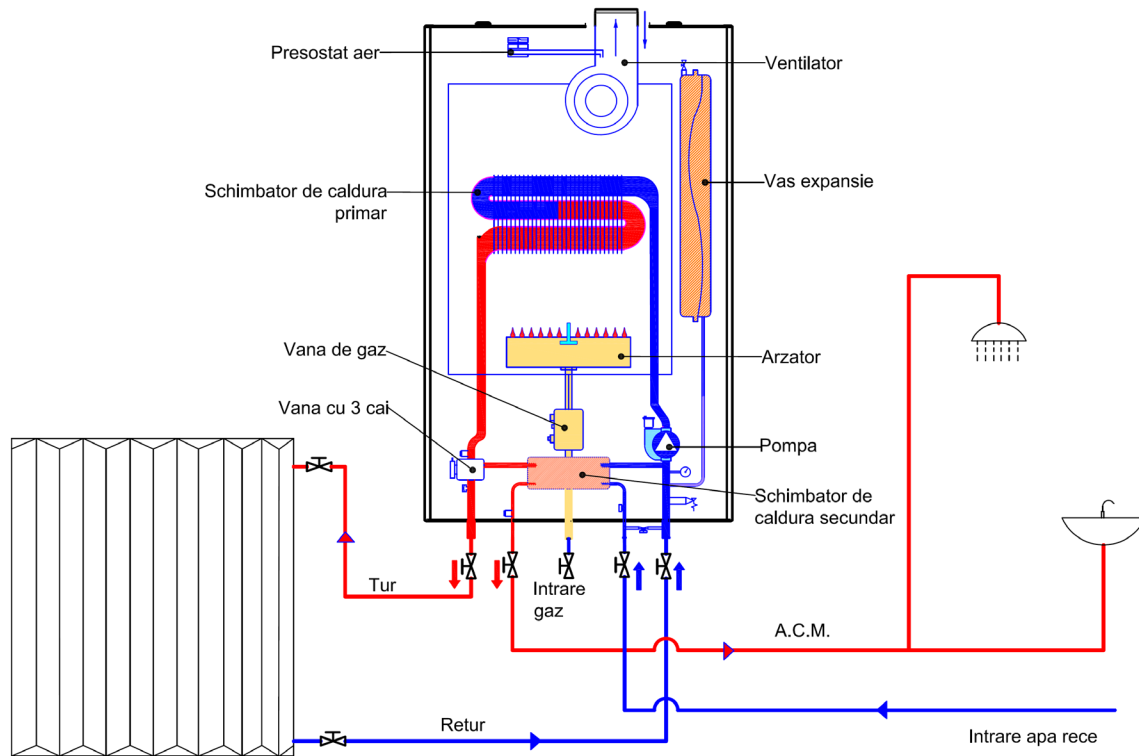 Presostat aer
Ventilator
Schimbator de caldura
primar
Vas expansie
Vana de gaz
Arzator
Vana cu 3 cai
Pompa
Schimbator de
caldura secundar
Tur
Intrare
gaz
A.C.M.
Retur
Intrare apa rece